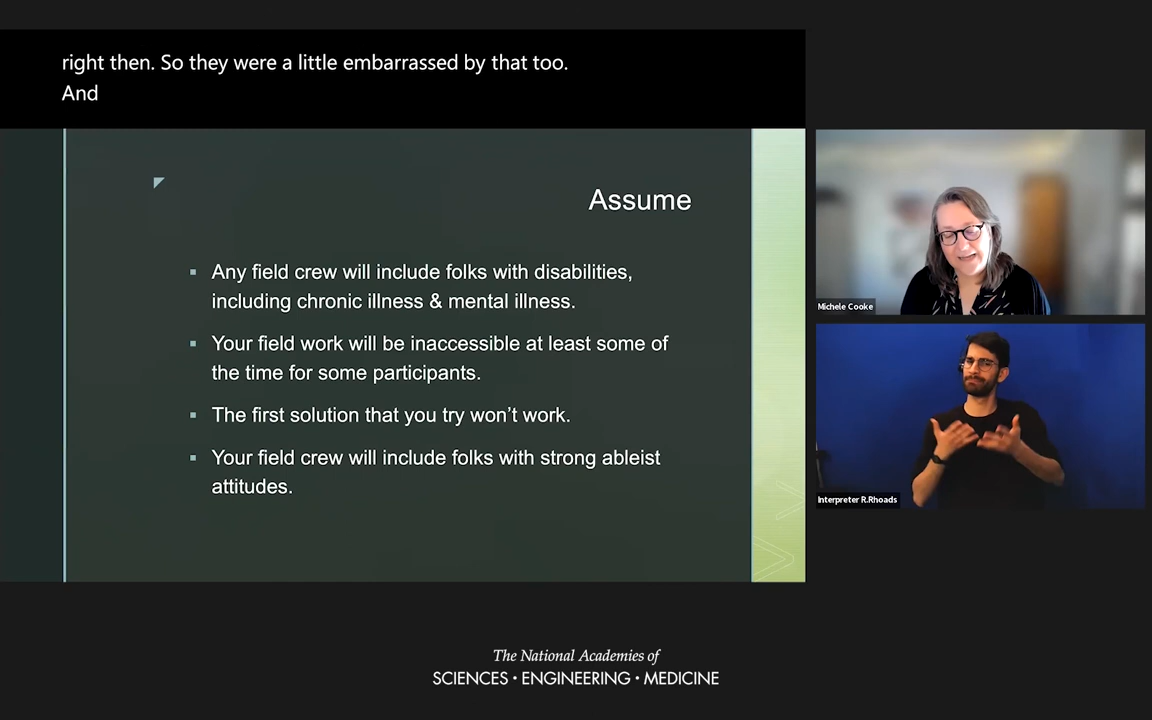 right then. So they were a little embarrassed by that too.
And
Assume
▪ Any field crew will include folks with disabilities,
including chronic illness & mental illness.
▪ Your field work will be inaccessible at least some of
the time for some participants.
▪ The first solution that you try won’t work.
▪ Your field crew will include folks with strong ableist
attitudes.
Michele Cooke
Interpreter R.Rhoads
The National Academies of
SCIENCES · ENGINEERING · MEDICINE